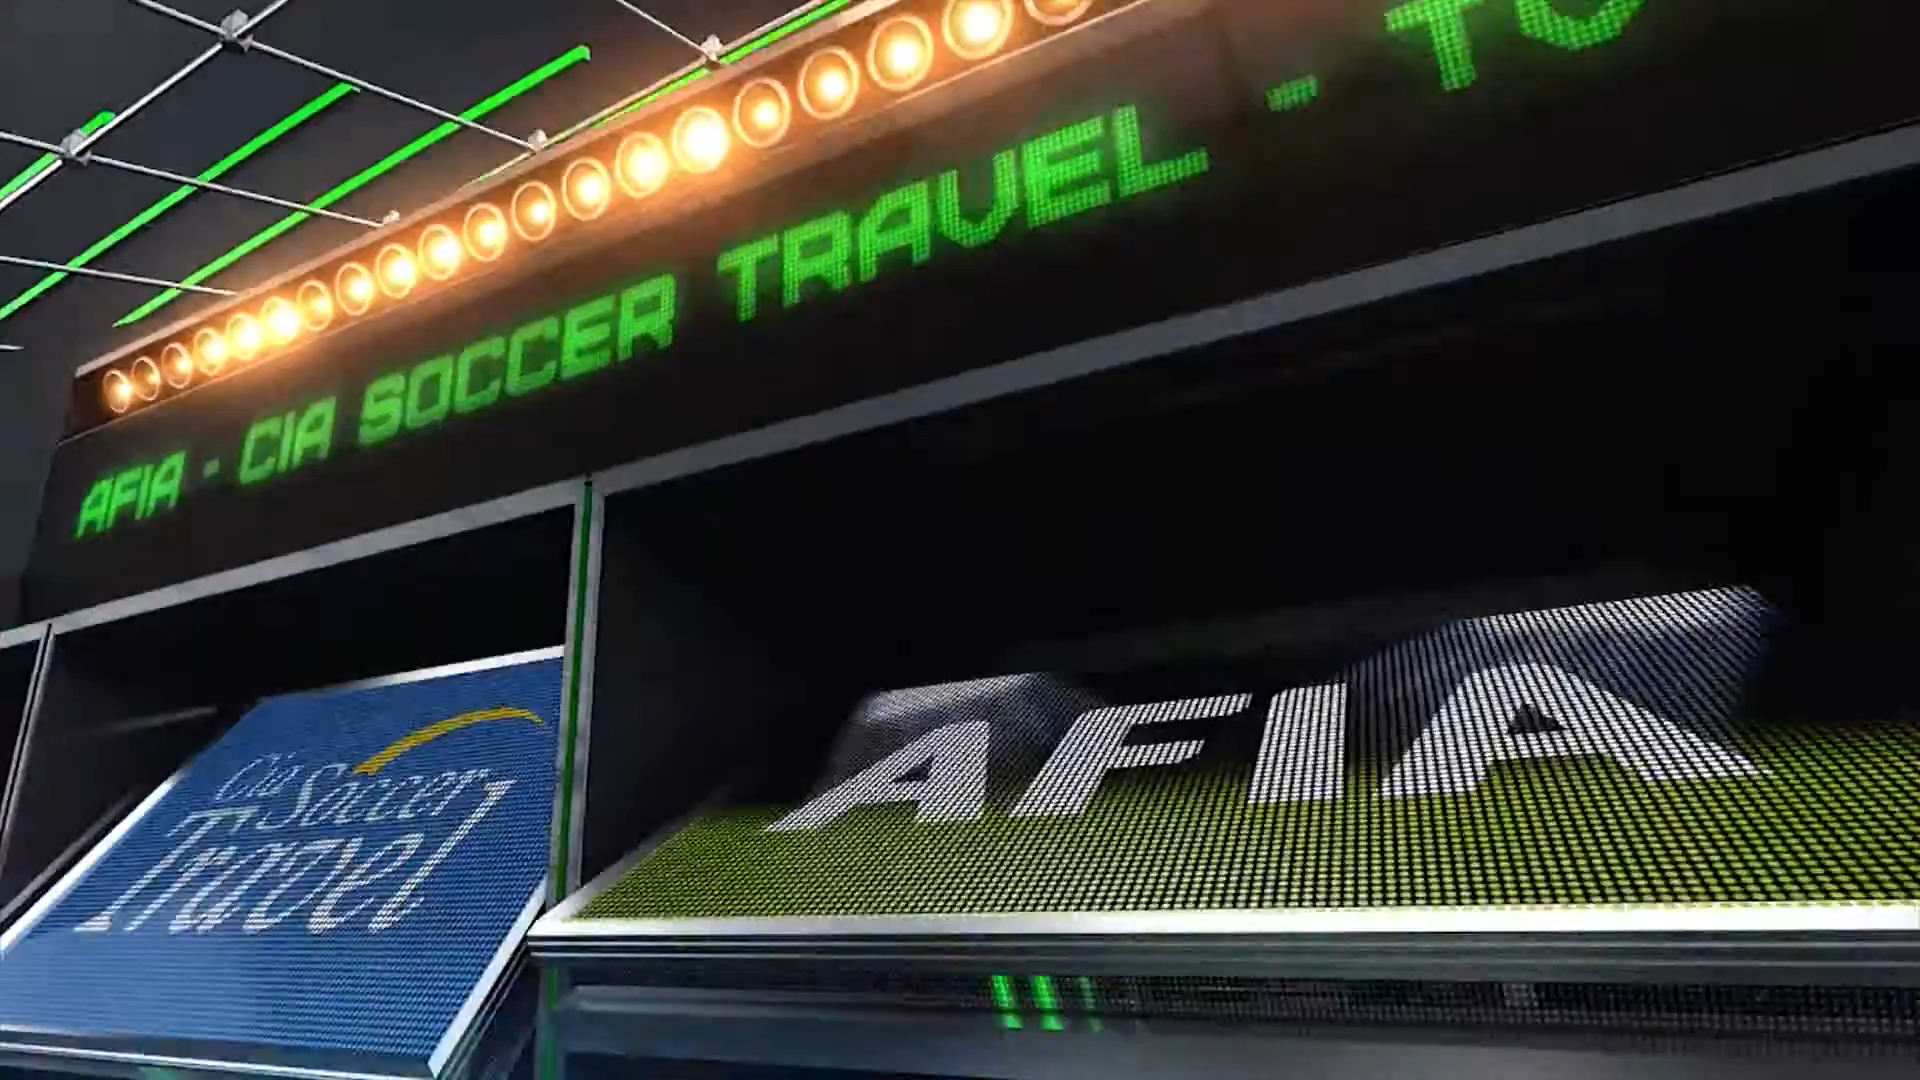 AFIA - CIA SOCCER TRAVEL -
Cia Soccer
Travel
AFIA